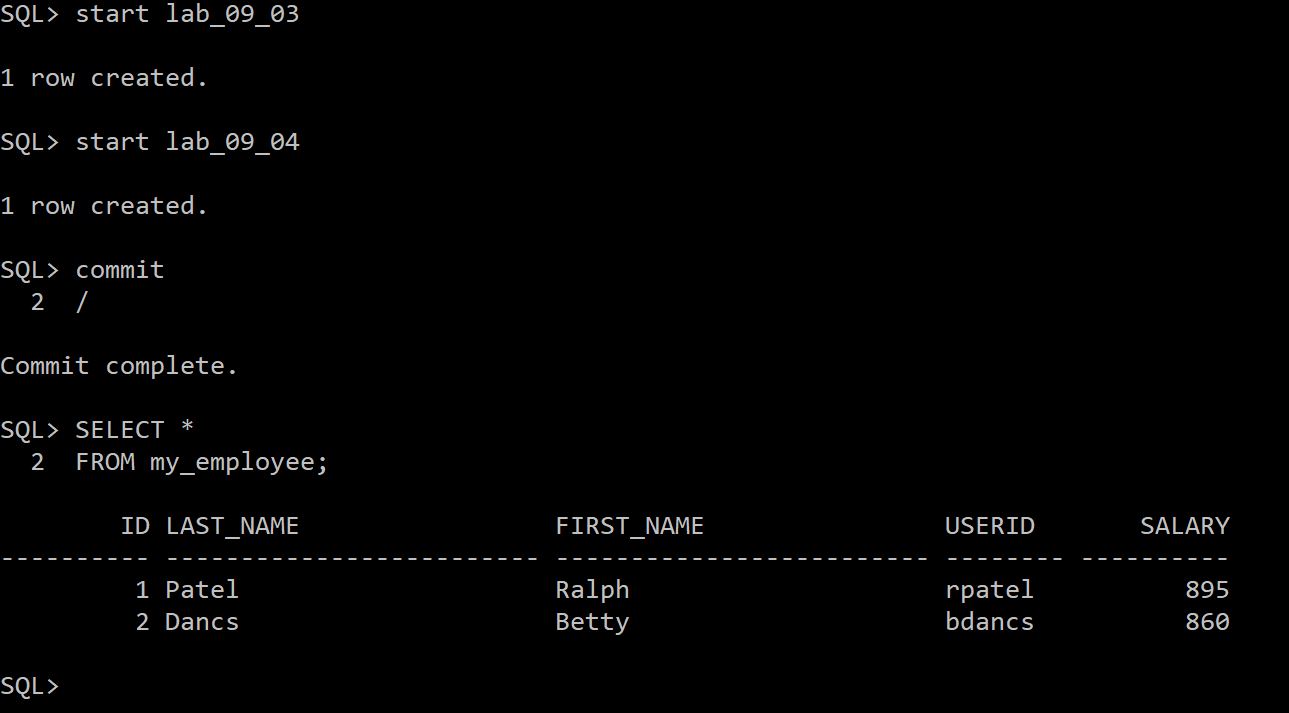 SQL> start lab_09_03
1 row created.
SQL> start lab_09_04
1 row created.
SQL> commit
  2  /
Commit complete.
SQL> SELECT *
  2  FROM my_employee;
        ID LAST_NAME                 FIRST_NAME                USERID       SALARY
---------- ------------------------- ------------------------- -------- ----------
         1 Patel                     Ralph                     rpatel          895
         2 Dancs                     Betty                     bdancs          860
SQL>